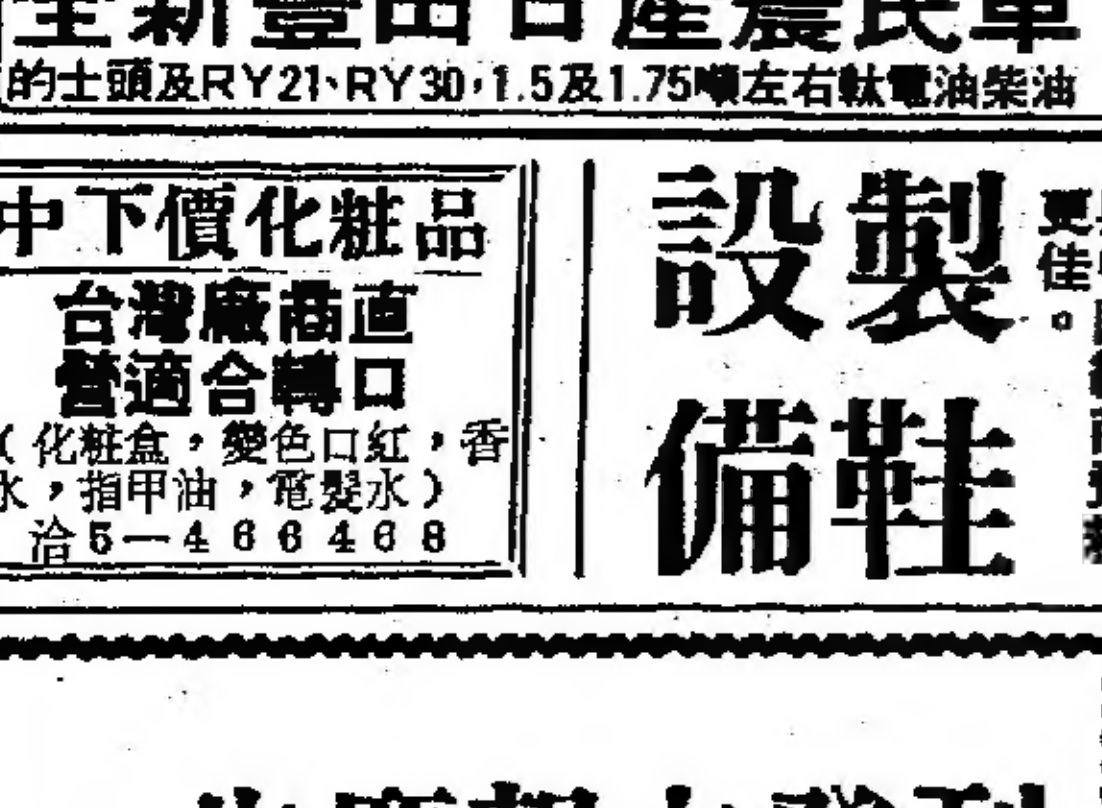 全新豐田日產農民車
的士頭及RY21、RY30,1.5及1.75噸左右軚電油柴油
中下價化粧品
台灣廠商直
營適合轉口
(化粧盒,變色口紅,香
水,指甲油,電髮水)
洽5—466468
製鞋
設備
更佳。